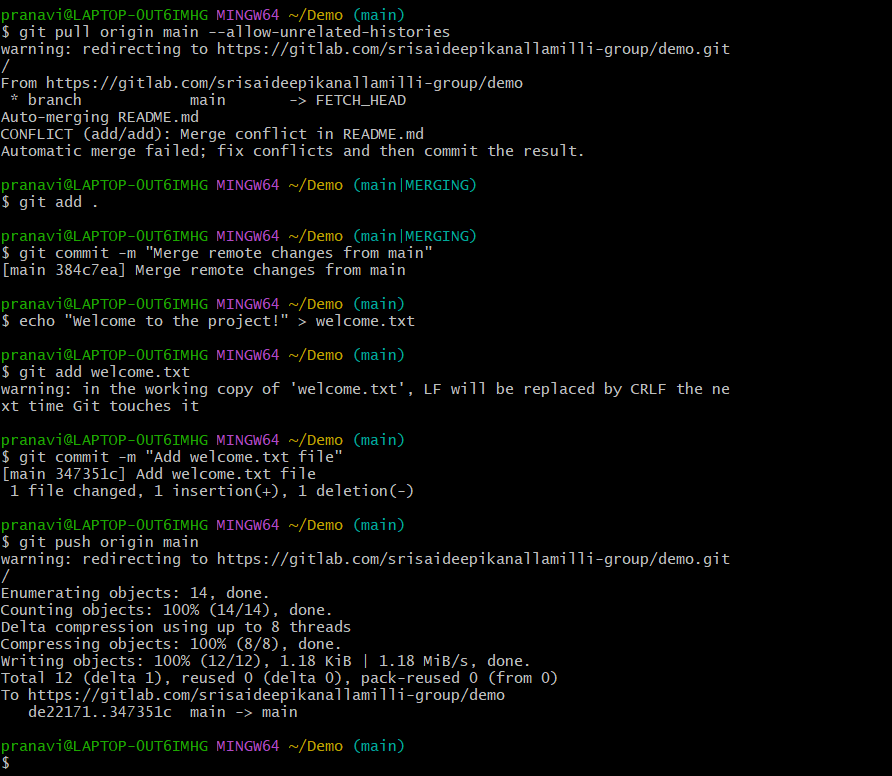 pranavi@LAPTOP-OUT6IMHG MINGW64 ~/Demo (main)
$ git pull origin main --allow-unrelated-histories
warning: redirecting to https://gitlab.com/srisaideepikanallamilli-group/demo.git
/
From https://gitlab.com/srisaideepikanallamilli-group/demo
 * branch            main       -> FETCH_HEAD
Auto-merging README.md
CONFLICT (add/add): Merge conflict in README.md
Automatic merge failed; fix conflicts and then commit the result.
pranavi@LAPTOP-OUT6IMHG MINGW64 ~/Demo (main|MERGING)
$ git add .
pranavi@LAPTOP-OUT6IMHG MINGW64 ~/Demo (main|MERGING)
$ git commit -m "Merge remote changes from main"
[main 384c7ea] Merge remote changes from main
pranavi@LAPTOP-OUT6IMHG MINGW64 ~/Demo (main)
$ echo "Welcome to the project!" > welcome.txt
pranavi@LAPTOP-OUT6IMHG MINGW64 ~/Demo (main)
$ git add welcome.txt
warning: in the working copy of 'welcome.txt', LF will be replaced by CRLF the ne
xt time Git touches it
pranavi@LAPTOP-OUT6IMHG MINGW64 ~/Demo (main)
$ git commit -m "Add welcome.txt file"
[main 347351c] Add welcome.txt file
 1 file changed, 1 insertion(+), 1 deletion(-)
pranavi@LAPTOP-OUT6IMHG MINGW64 ~/Demo (main)
$ git push origin main
warning: redirecting to https://gitlab.com/srisaideepikanallamilli-group/demo.git
/
Enumerating objects: 14, done.
Counting objects: 100% (14/14), done.
Delta compression using up to 8 threads
Compressing objects: 100% (8/8), done.
Writing objects: 100% (12/12), 1.18 KiB | 1.18 MiB/s, done.
Total 12 (delta 1), reused 0 (delta 0), pack-reused 0 (from 0)
To https://gitlab.com/srisaideepikanallamilli-group/demo
   de22171..347351c  main -> main
pranavi@LAPTOP-OUT6IMHG MINGW64 ~/Demo (main)
$